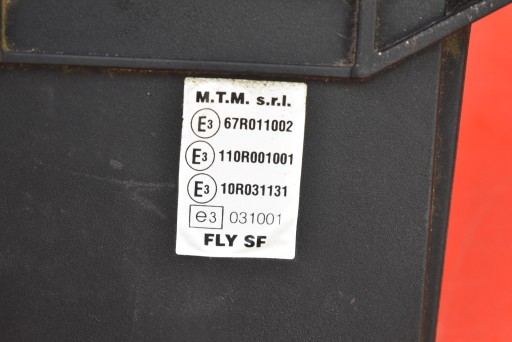 M.T.M. s.r.l.
E3 67R011002
E3 110R001001
E3 10R031131
e3 031001
FLY SF